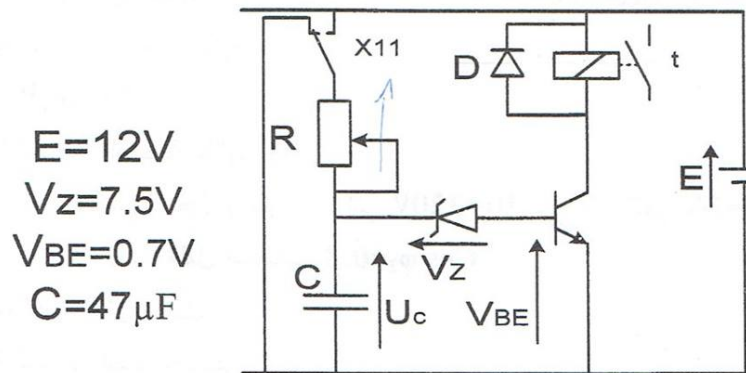 X11
D
t
R
E=12V
Vz=7.5V
VBE=0.7V
C=47µF
E
Vz
C
Uc
VBE